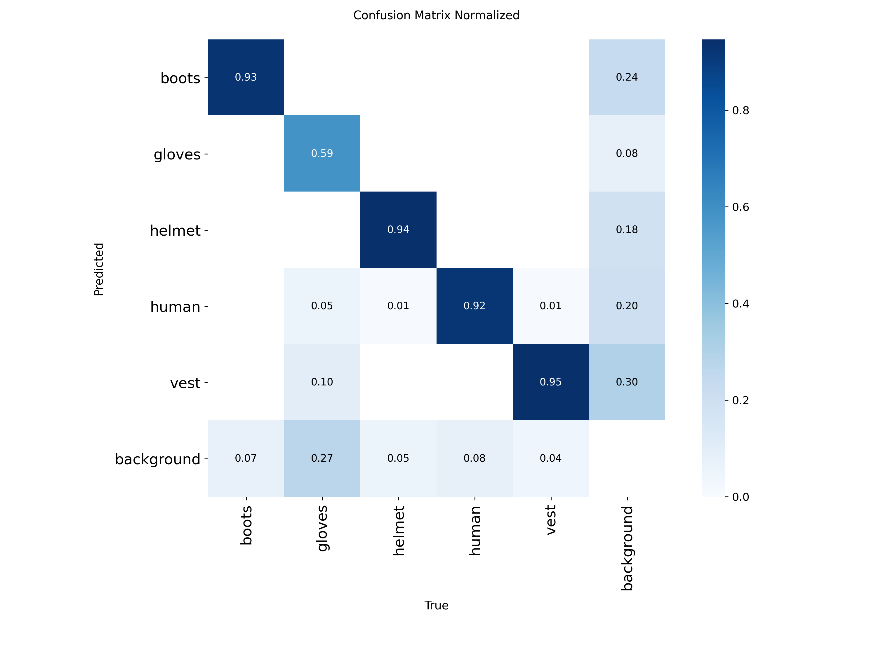 Confusion Matrix Normalized
boots 0.93 0.24
gloves 0.59 0.08
helmet 0.94 0.18
human 0.05 0.01 0.92 0.01 0.20
vest 0.10 0.95 0.30
background 0.07 0.27 0.05 0.08 0.04
boots gloves helmet human vest background
Predicted
True
0.8
0.6
0.4
0.2
0.0